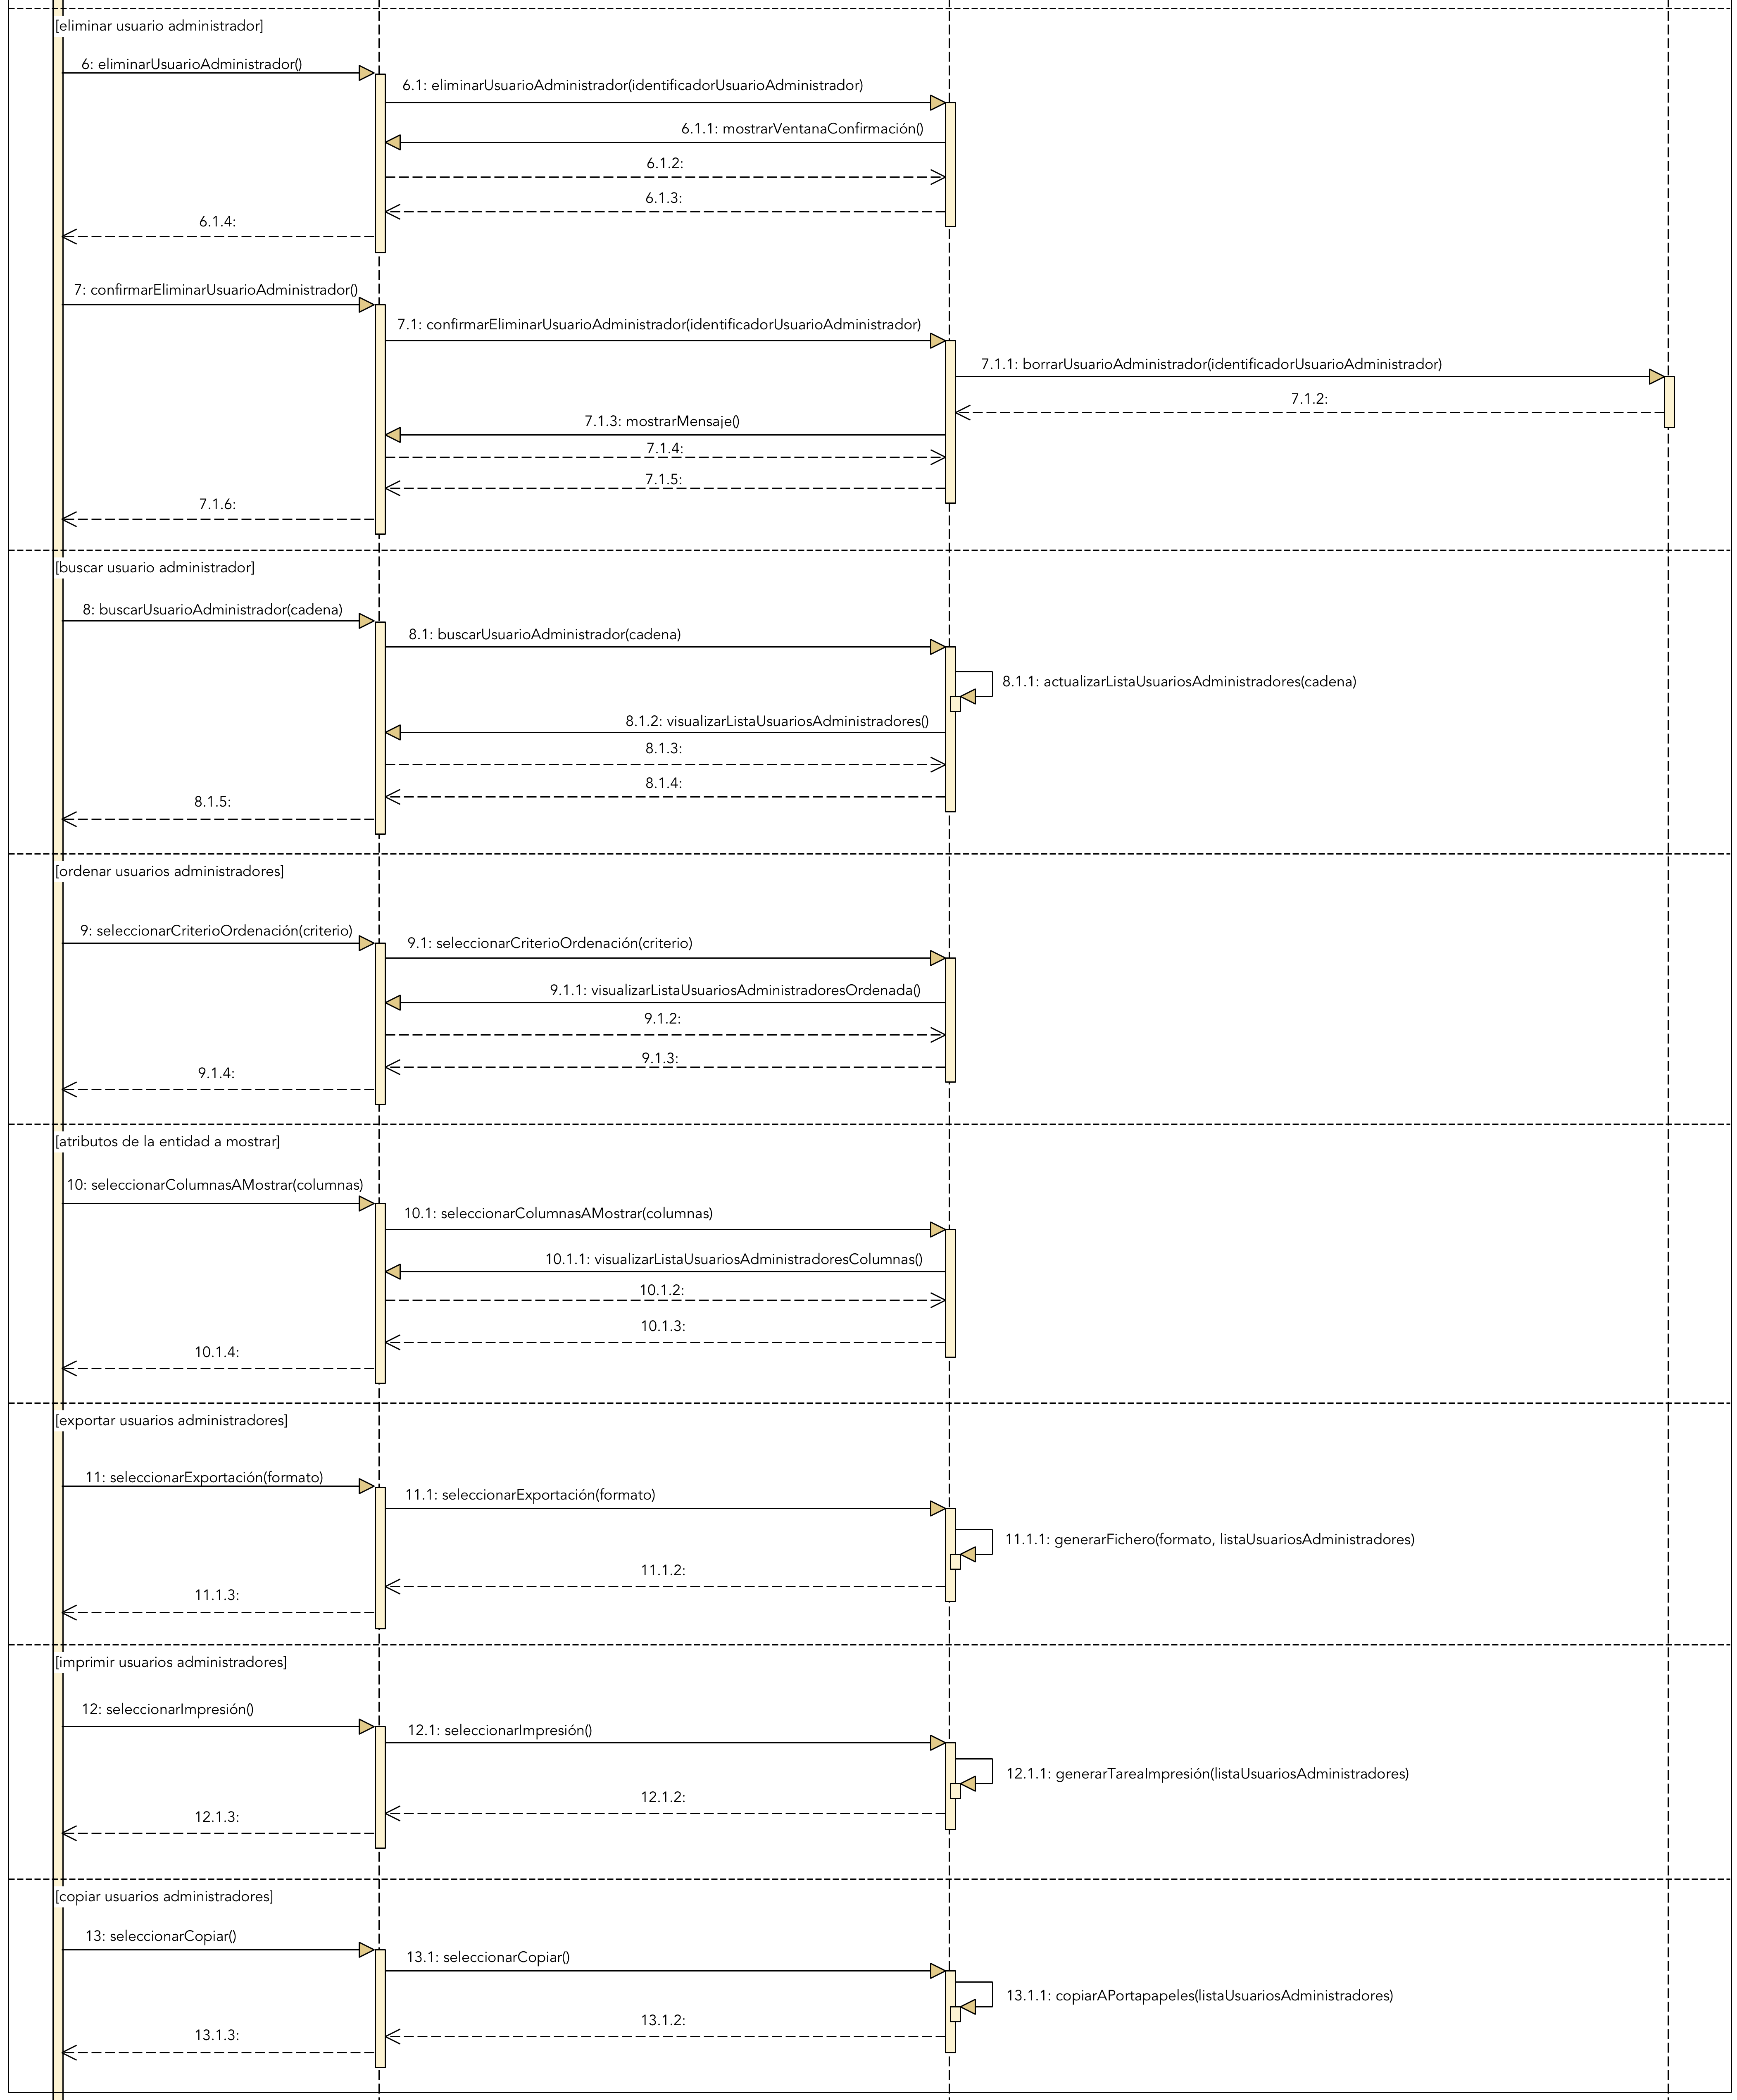 [eliminar usuario administrador]
6: eliminarUsuarioAdministrador()
6.1: eliminarUsuarioAdministrador(identificadorUsuarioAdministrador)
6.1.1: mostrarVentanaConfirmación()
6.1.2:
6.1.3:
6.1.4:
7: confirmarEliminarUsuarioAdministrador()
7.1: confirmarEliminarUsuarioAdministrador(identificadorUsuarioAdministrador)
7.1.1: borrarUsuarioAdministrador(identificadorUsuarioAdministrador)
7.1.2:
7.1.3: mostrarMensaje()
7.1.4:
7.1.5:
7.1.6:
[buscar usuario administrador]
8: buscarUsuarioAdministrador(cadena)
8.1: buscarUsuarioAdministrador(cadena)
8.1.1: actualizarListaUsuariosAdministradores(cadena)
8.1.2: visualizarListaUsuariosAdministradores()
8.1.3:
8.1.4:
8.1.5:
[ordenar usuarios administradores]
9: seleccionarCriterioOrdenación(criterio)
9.1: seleccionarCriterioOrdenación(criterio)
9.1.1: visualizarListaUsuariosAdministradoresOrdenada()
9.1.2:
9.1.3:
9.1.4:
[atributos de la entidad a mostrar]
10: seleccionarColumnasAMostrar(columnas)
10.1: seleccionarColumnasAMostrar(columnas)
10.1.1: visualizarListaUsuariosAdministradoresColumnas()
10.1.2:
10.1.3:
10.1.4:
[exportar usuarios administradores]
11: seleccionarExportación(formato)
11.1: seleccionarExportación(formato)
11.1.1: generarFichero(formato, listaUsuariosAdministradores)
11.1.2:
11.1.3:
[imprimir usuarios administradores]
12: seleccionarImpresión()
12.1: seleccionarImpresión()
12.1.1: generarTareaImpresión(listaUsuariosAdministradores)
12.1.2:
12.1.3:
[copiar usuarios administradores]
13: seleccionarCopiar()
13.1: seleccionarCopiar()
13.1.1: copiarAPortapapeles(listaUsuariosAdministradores)
13.1.2:
13.1.3: